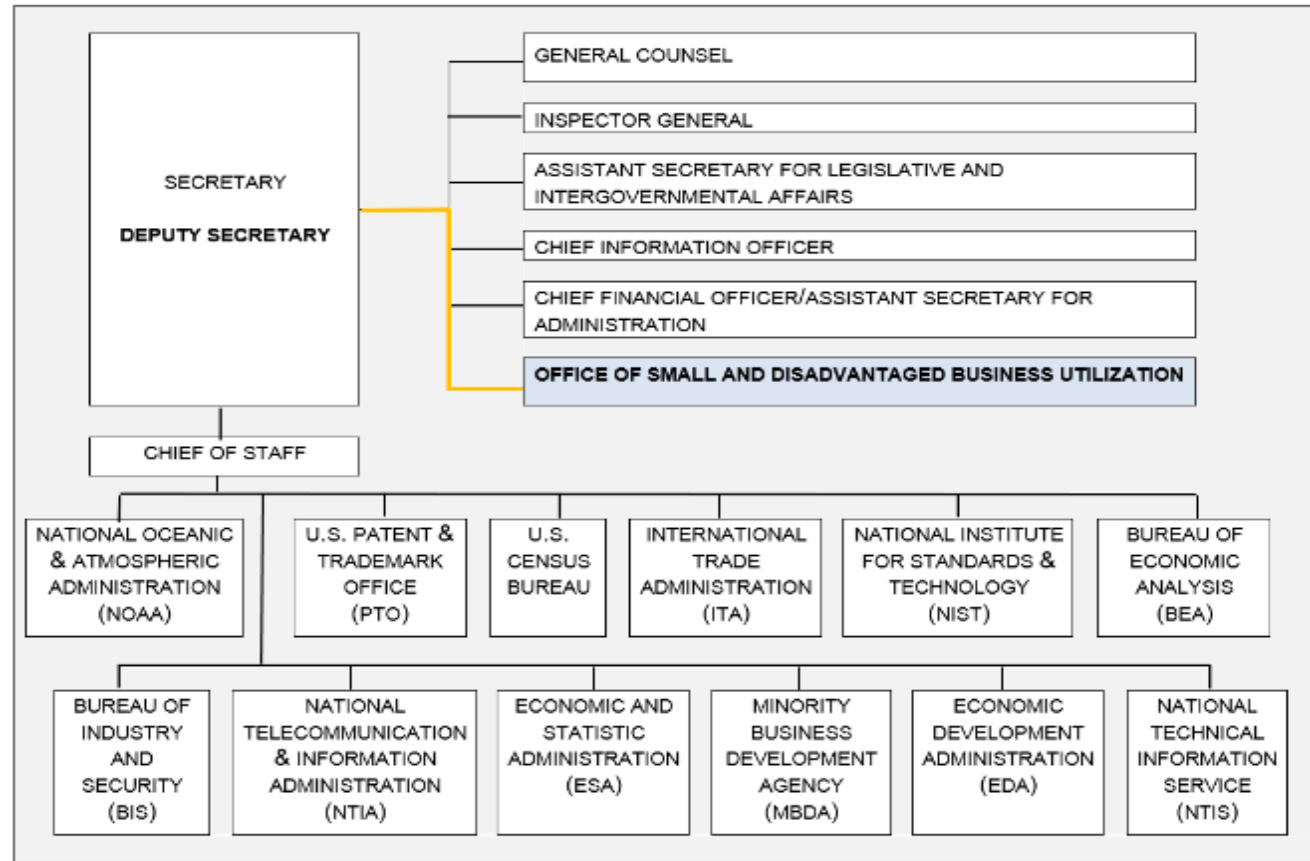 SECRETARY
DEPUTY SECRETARY
GENERAL COUNSEL
INSPECTOR GENERAL
ASSISTANT SECRETARY FOR LEGISLATIVE AND
INTERGOVERNMENTAL AFFAIRS
CHIEF INFORMATION OFFICER
CHIEF FINANCIAL OFFICER/ASSISTANT SECRETARY FOR
ADMINISTRATION
OFFICE OF SMALL AND DISADVANTAGED BUSINESS UTILIZATION
CHIEF OF STAFF
NATIONAL OCEANIC
& ATMOSPHERIC
ADMINISTRATION
(NOAA)
U.S. PATENT &
TRADEMARK
OFFICE
(PTO)
U.S.
CENSUS
BUREAU
INTERNATIONAL
TRADE
ADMINISTRATION
(ITA)
NATIONAL INSTITUTE
FOR STANDARDS &
TECHNOLOGY
(NIST)
BUREAU OF
ECONOMIC
ANALYSIS
(BEA)
BUREAU OF
INDUSTRY
AND
SECURITY
(BIS)
NATIONAL
TELECOMMUNICATION
& INFORMATION
ADMINISTRATION
(NTIA)
ECONOMIC AND
STATISTIC
ADMINISTRATION
(ESA)
MINORITY
BUSINESS
DEVELOPMENT
AGENCY
(MBDA)
ECONOMIC
DEVELOPMENT
ADMINISTRATION
(EDA)
NATIONAL
TECHNICAL
INFORMATION
SERVICE
(NTIS)